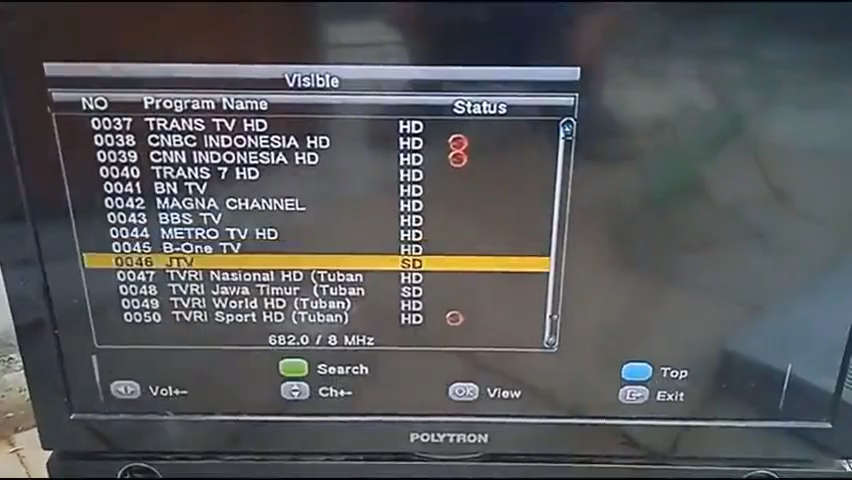 Visible
NO Program Name Status
0037 TRANS TV HD HD
0038 CNBC INDONESIA HD HD
0039 CNN INDONESIA HD HD
0040 TRANS 7 HD HD
0041 BN TV HD
0042 MAGNA CHANNEL HD
0043 BBS TV HD
0044 METRO TV HD HD
0045 B-One TV HD
0046 JTV SD
0047 TVRI Nasional HD (Tuban HD
0048 TVRI Jawa Timur (Tuban SD
0049 TVRI World HD (Tuban) HD
0050 TVRI Sport HD (Tuban) HD
682.0 / 8 MHz
Search Top
Vol+- Ch+- OK View Exit
POLYTRON